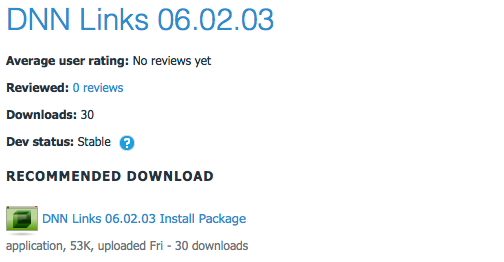 DNN Links 06.02.03
Average user rating: No reviews yet
Reviewed: 0 reviews
Downloads: 30
Dev status: Stable ?
RECOMMENDED DOWNLOAD
DNN Links 06.02.03 Install Package
application, 53K, uploaded Fri - 30 downloads